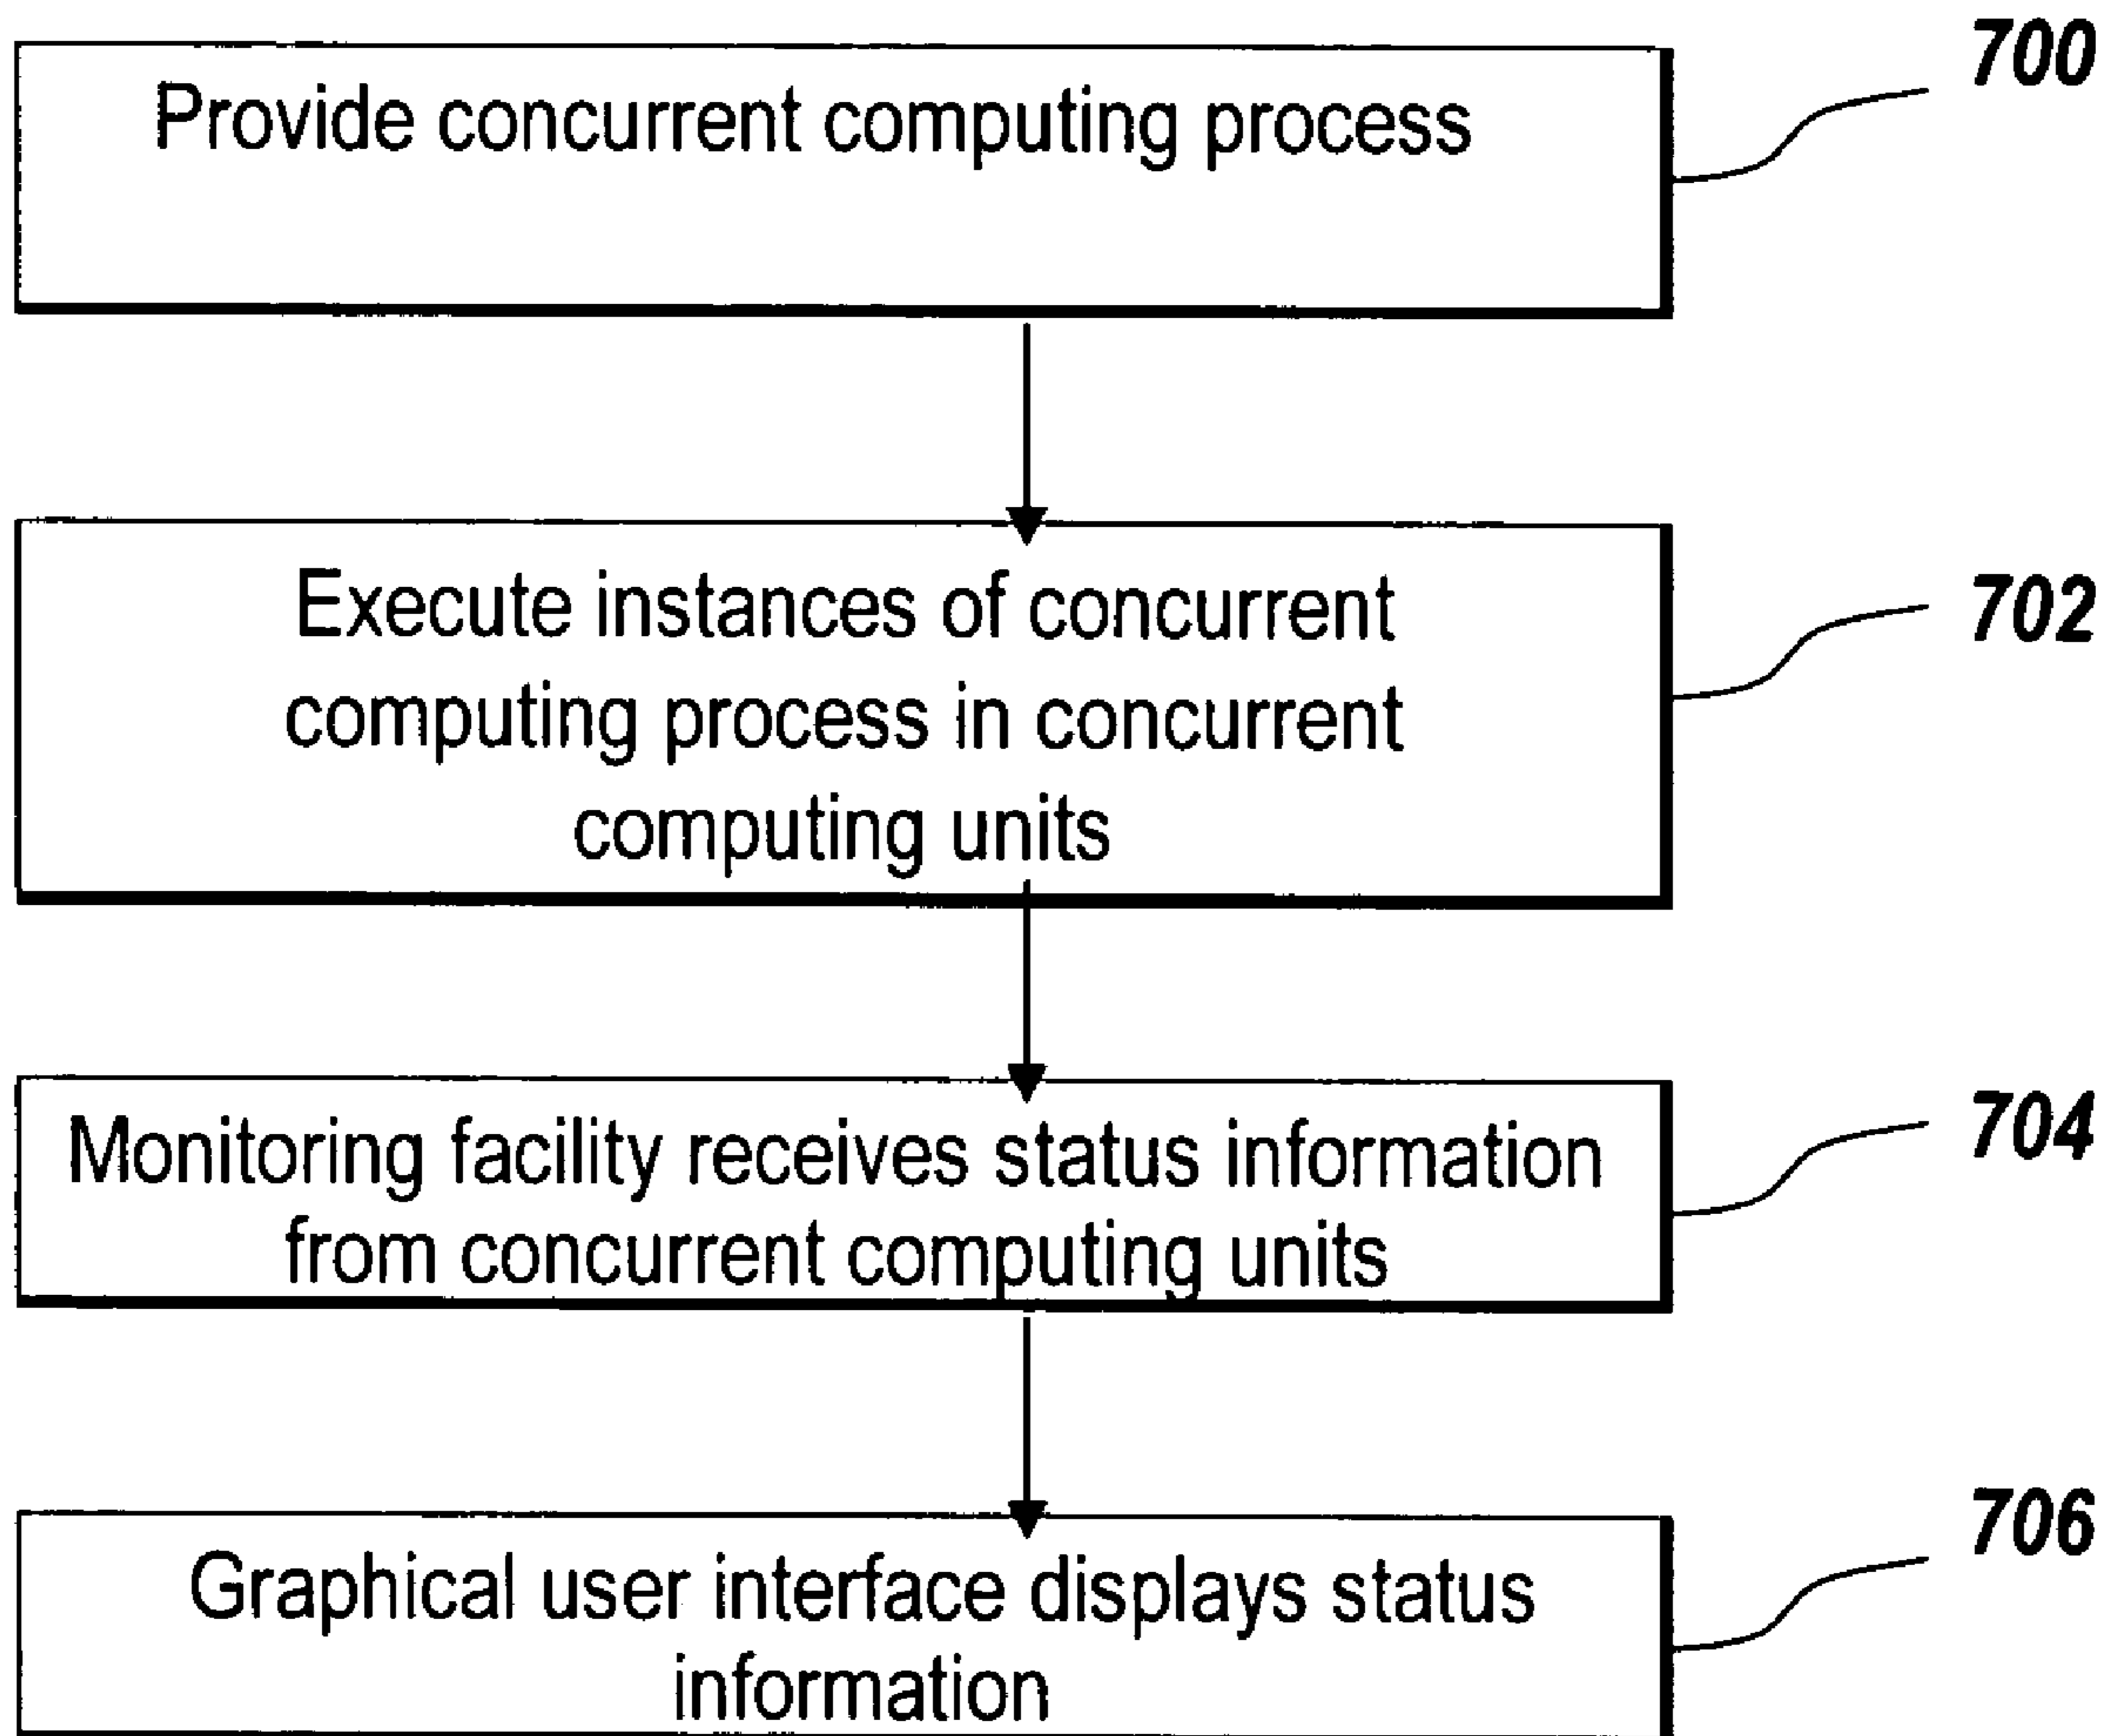 700
Provide concurrent computing process
Execute instances of concurrent
702
computing process in concurrent
computing units
704
Monitoring facility receives status information
from concurrent computing units
706
Graphical user interface displays status
information